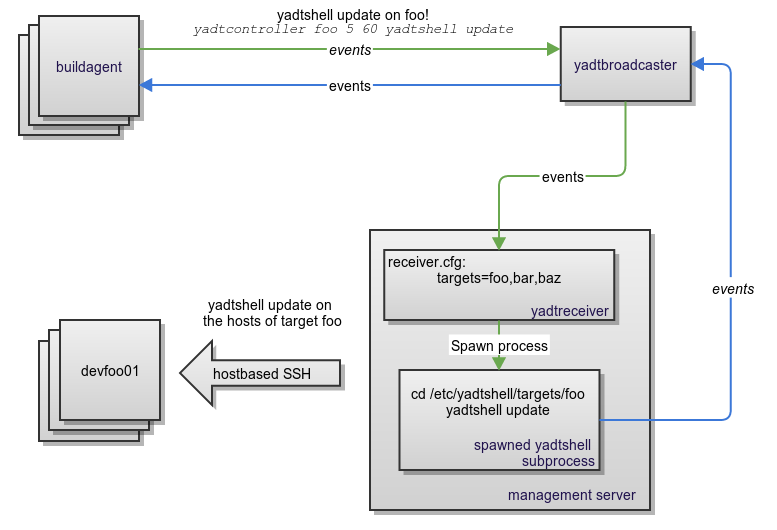 yadtshell update on foo!
yadtcontroller foo 5 60 yadtshell update
events
buildagent
yadtbroadcaster
events
events
receiver.cfg:
targets=foo,bar,baz
yadtreceiver
events
yadtshell update on
the hosts of target foo
Spawn process
devfoo01
hostbased SSH
cd /etc/yadtshell/targets/foo
yadtshell update
spawned yadtshell
subprocess
management server